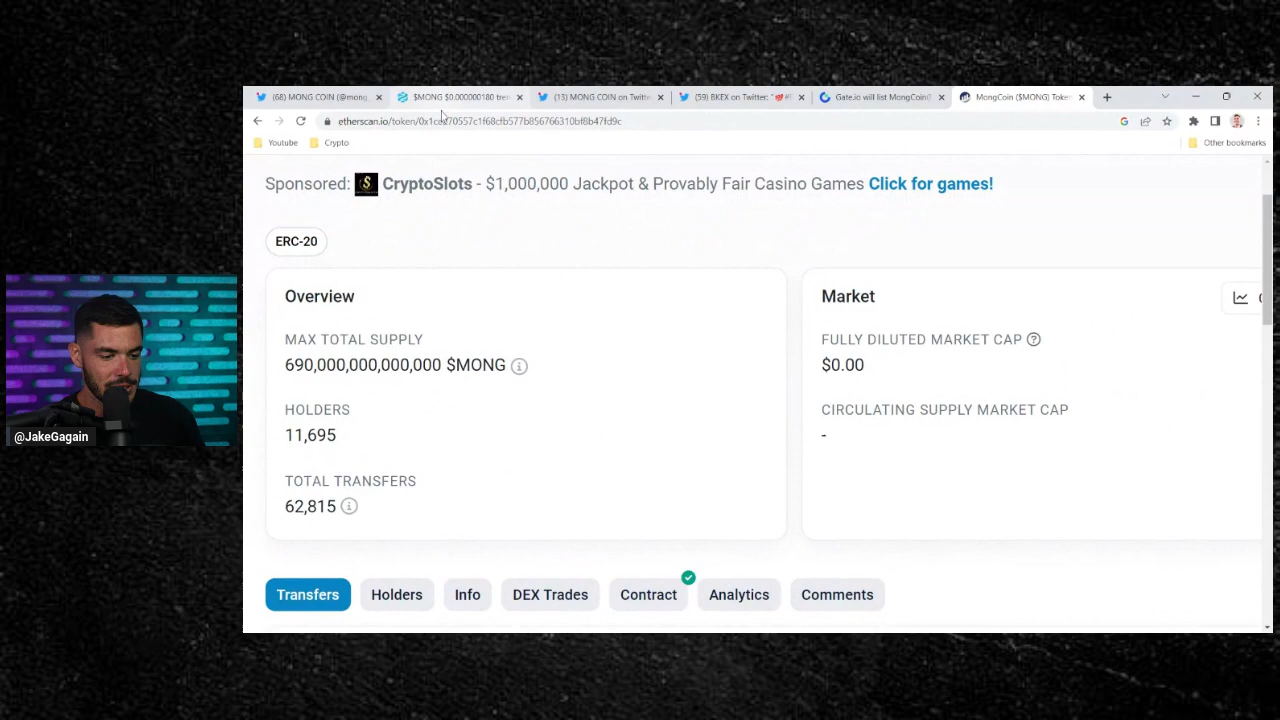 (68) MONG COIN (@mong
$MONG $0.000000180 tren
(13) MONG COIN on Twitte
(59) BKEX on Twitter: "
Gate.io will list MongCoin(
MongCoin ($MONG) Token
etherscan.io/token/
Youtube
Crypto
Other bookmarks
Sponsored: CryptoSlots - $1,000,000 Jackpot & Provably Fair Casino Games Click for games!
ERC-20
Overview
MAX TOTAL SUPPLY
690,000,000,000,000 $MONG
HOLDERS
11,695
TOTAL TRANSFERS
62,815
Market
FULLY DILUTED MARKET CAP
$0.00
CIRCULATING SUPPLY MARKET CAP
-
Transfers
Holders
Info
DEX Trades
Contract
Analytics
Comments
@JakeGagain